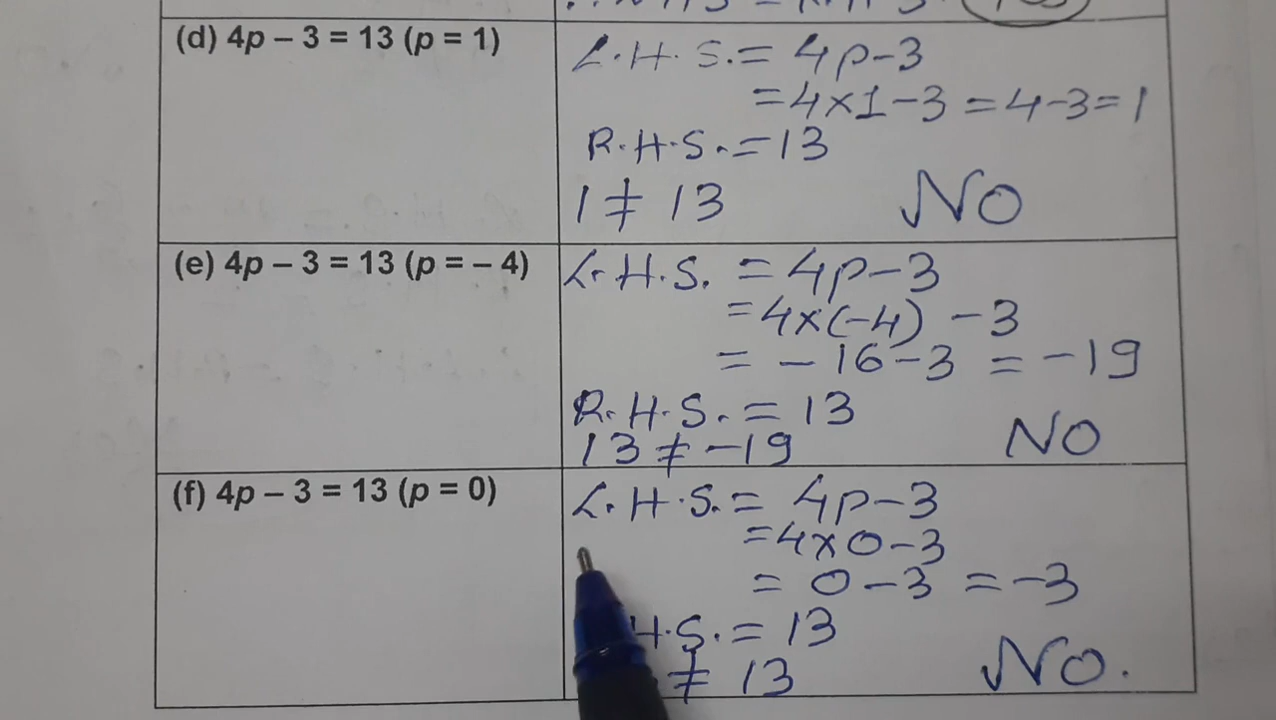 (d) 4p – 3 = 13 (p = 1)
L.H.S. = 4p-3
=4×1-3 =4-3=1
R.H.S. =13
1 ≠ 13 NO
(e) 4p – 3 = 13 (p = – 4)
L.H.S. = 4p-3
=4×(-4) -3
= -16-3 = -19
R.H.S. = 13
13 ≠ -19 NO
(f) 4p – 3 = 13 (p = 0)
L.H.S. = 4p-3
=4×0-3
= 0-3 = -3
H.S. = 13
≠ 13 NO.